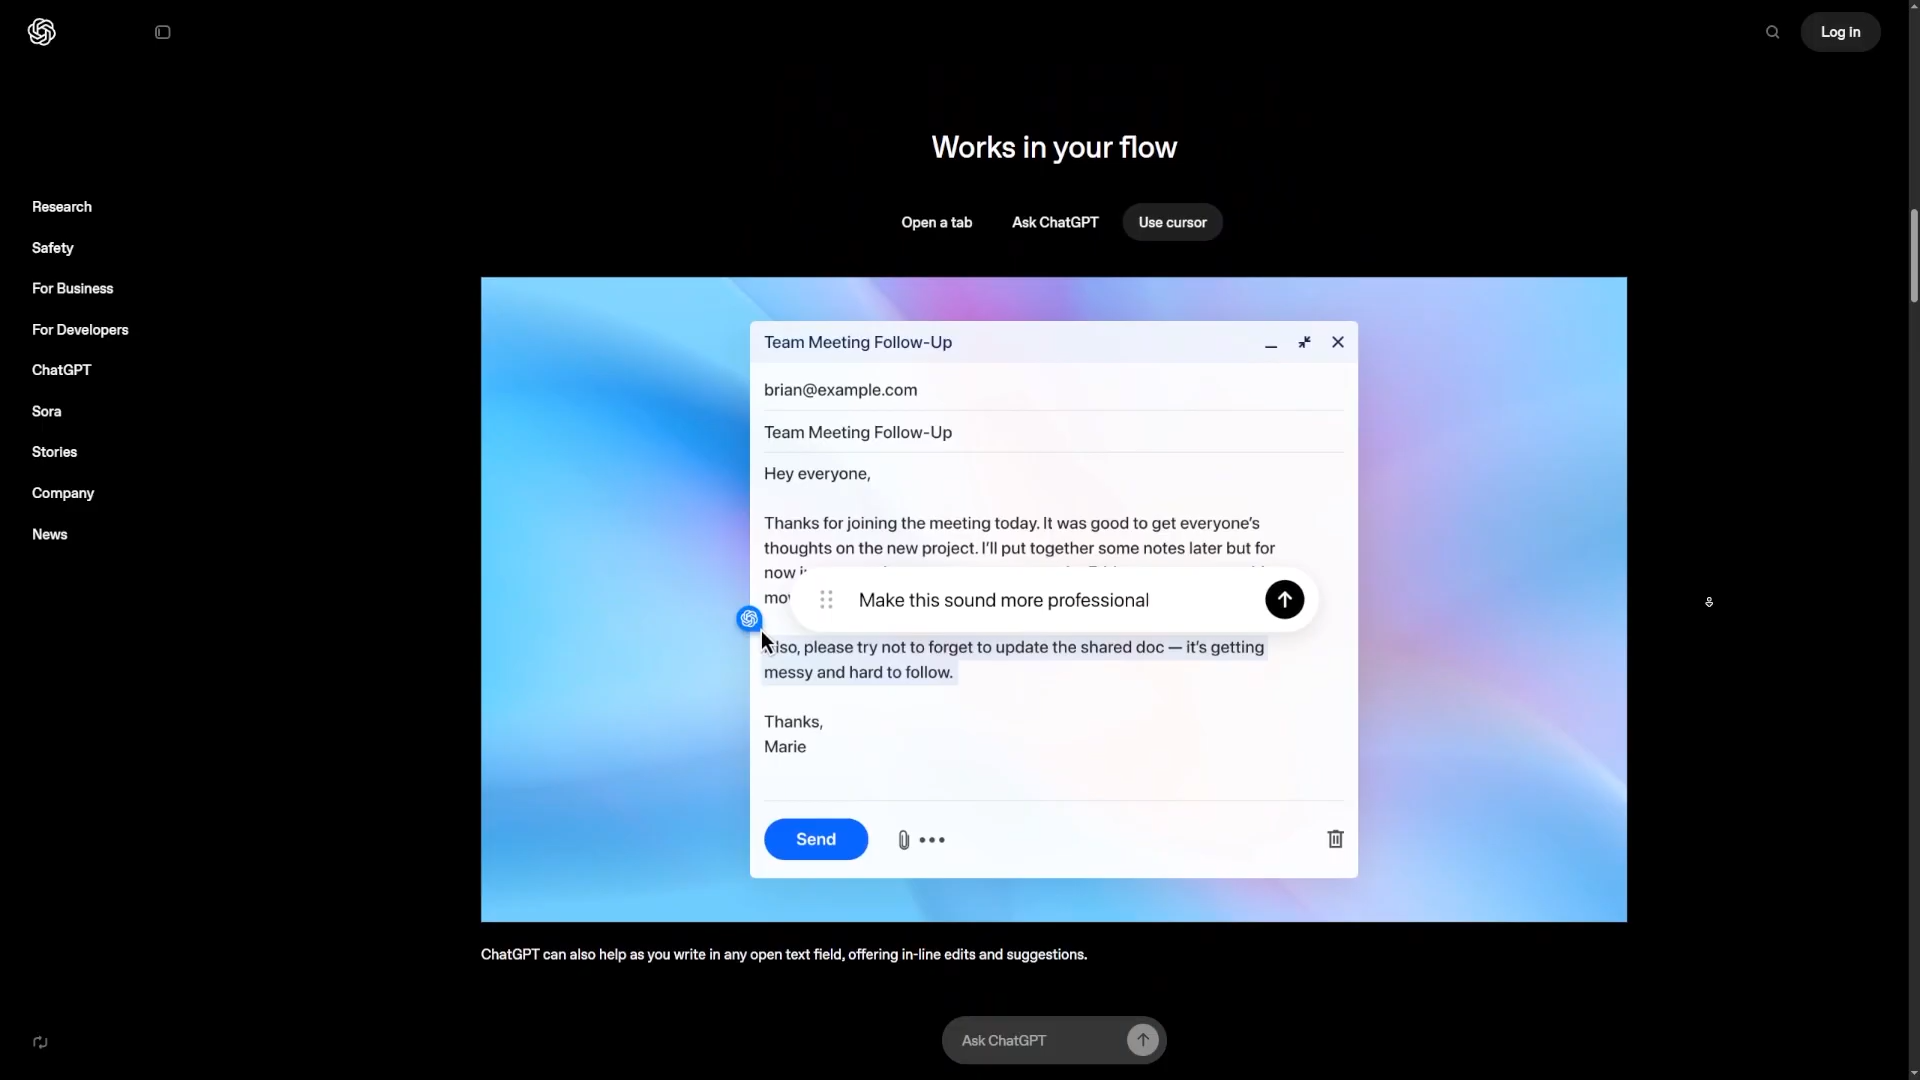 Log in
Works in your flow
Open a tab
Ask ChatGPT
Use cursor
Research
Safety
For Business
For Developers
ChatGPT
Sora
Stories
Company
News
Team Meeting Follow-Up
brian@example.com
Team Meeting Follow-Up
Hey everyone,
Thanks for joining the meeting today. It was good to get everyone’s
thoughts on the new project. I’ll put together some notes later but for
now
Make this sound more professional
lso, please try not to forget to update the shared doc — it’s getting
messy and hard to follow.
Thanks,
Marie
Send
ChatGPT can also help as you write in any open text field, offering in-line edits and suggestions.
Ask ChatGPT